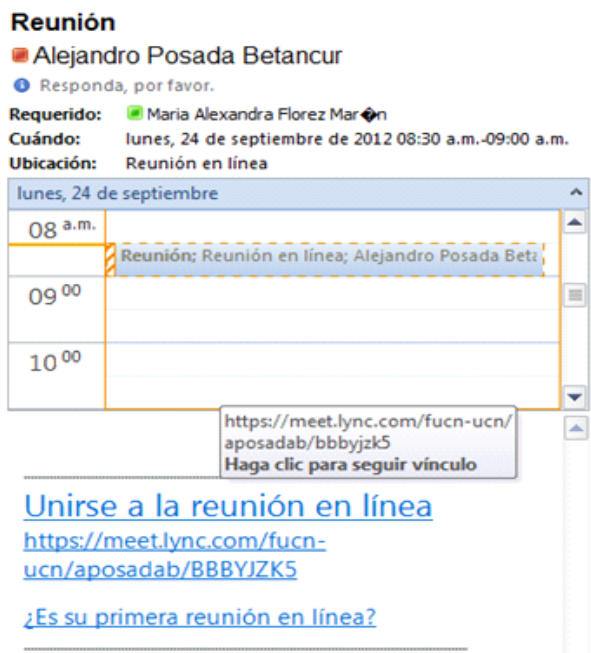 Reunión
Alejandro Posada Betancur
Responda, por favor.
Requerido: Maria Alexandra Florez Mar�n
Cuándo: lunes, 24 de septiembre de 2012 08:30 a.m.-09:00 a.m.
Ubicación: Reunión en línea
lunes, 24 de septiembre
08 a.m.
Reunión; Reunión en línea; Alejandro Posada Beta
09 00
10 00
https://meet.lync.com/fucn-ucn/
aposadab/bbbyjzk5
Haga clic para seguir vínculo
Unirse a la reunión en línea
https://meet.lync.com/fucn-
ucn/aposadab/BBBYJZK5
¿Es su primera reunión en línea?